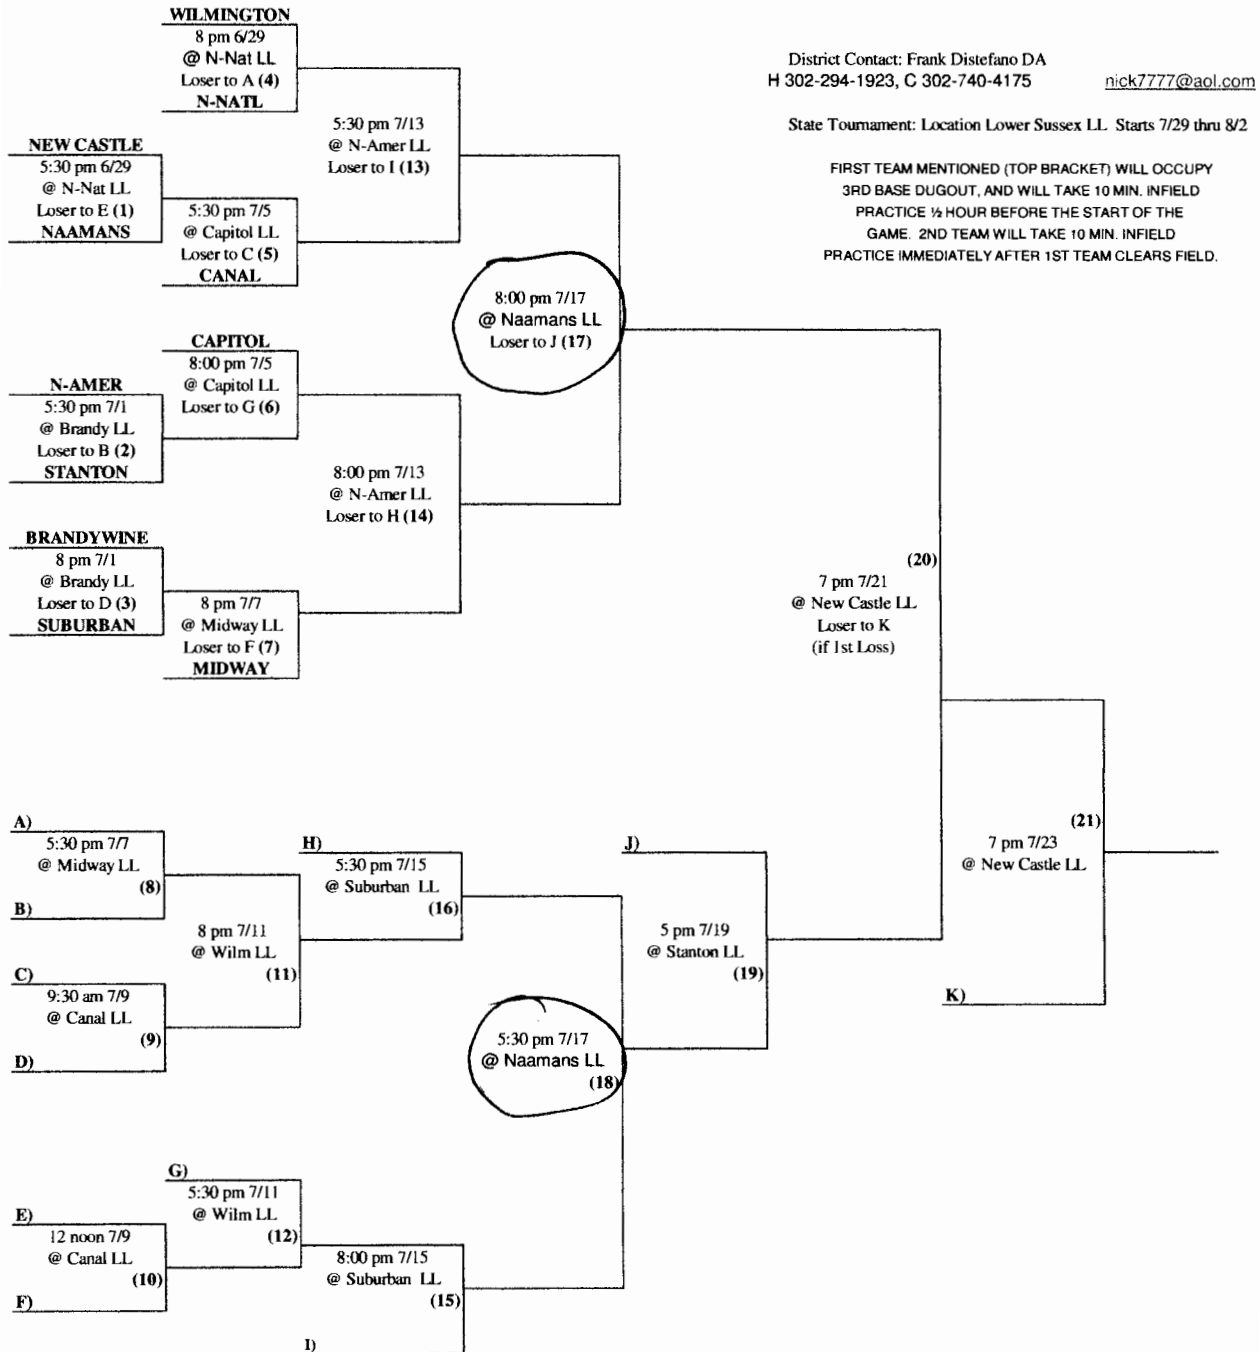 WILMINGTON
8 pm 6/29
@ N-Nat LL
Loser to A (4)
N-NATL
District Contact: Frank Distefano DA
H 302-294-1923, C 302-740-4175
nick7777@aol.com
State Tournament: Location Lower Sussex LL Starts 7/29 thru 8/2
FIRST TEAM MENTIONED (TOP BRACKET) WILL OCCUPY
3RD BASE DUGOUT, AND WILL TAKE 10 MIN. INFIELD
PRACTICE ½ HOUR BEFORE THE START OF THE
GAME. 2ND TEAM WILL TAKE 10 MIN. INFIELD
PRACTICE IMMEDIATELY AFTER 1ST TEAM CLEARS FIELD.
5:30 pm 7/13
@ N-Amer LL
Loser to I (13)
NEW CASTLE
5:30 pm 6/29
@ N-Nat LL
Loser to E (1)
NAAMANS
5:30 pm 7/5
@ Capitol LL
Loser to C (5)
CANAL
8:00 pm 7/17
@ Naamans LL
Loser to J (17)
CAPITOL
8:00 pm 7/5
@ Capitol LL
Loser to G (6)
N-AMER
5:30 pm 7/1
@ Brandy LL
Loser to B (2)
STANTON
8:00 pm 7/13
@ N-Amer LL
Loser to H (14)
BRANDYWINE
8 pm 7/1
@ Brandy LL
Loser to D (3)
SUBURBAN
8 pm 7/7
@ Midway LL
Loser to F (7)
MIDWAY
(20)
7 pm 7/21
@ New Castle LL
Loser to K
(if 1st Loss)
A)
5:30 pm 7/7
@ Midway LL
(8)
B)
H)
5:30 pm 7/15
@ Suburban LL
(16)
J)
(21)
7 pm 7/23
@ New Castle LL
8 pm 7/11
@ Wilm LL
(11)
5 pm 7/19
@ Stanton LL
(19)
C)
9:30 am 7/9
@ Canal LL
(9)
D)
K)
5:30 pm 7/17
@ Naamans LL
(18)
G)
5:30 pm 7/11
@ Wilm LL
(12)
E)
12 noon 7/9
@ Canal LL
(10)
F)
8:00 pm 7/15
@ Suburban LL
(15)
I)